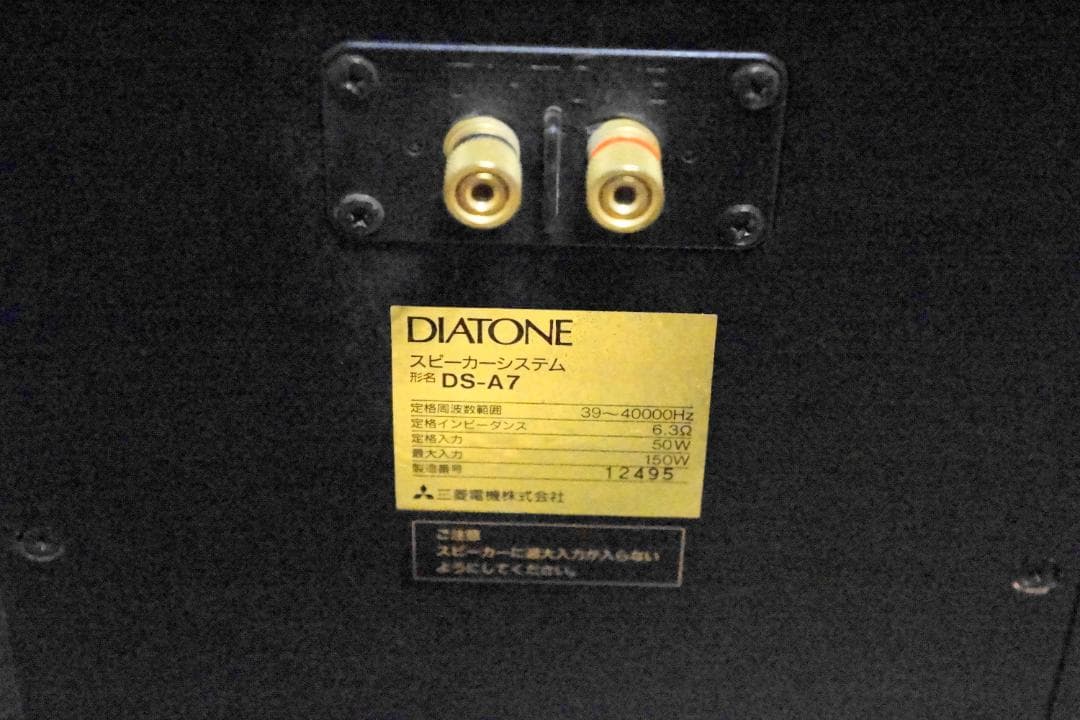 DIATONE
スピーカーシステム
形名 DS-A7
定格周波数範囲 39～40000Hz
定格インピーダンス 6.3Ω
定格入力 50W
最大入力 150W
製造番号 12495
三菱電機株式会社
ご注意
スピーカーに過大入力が入らない
ようにしてください。